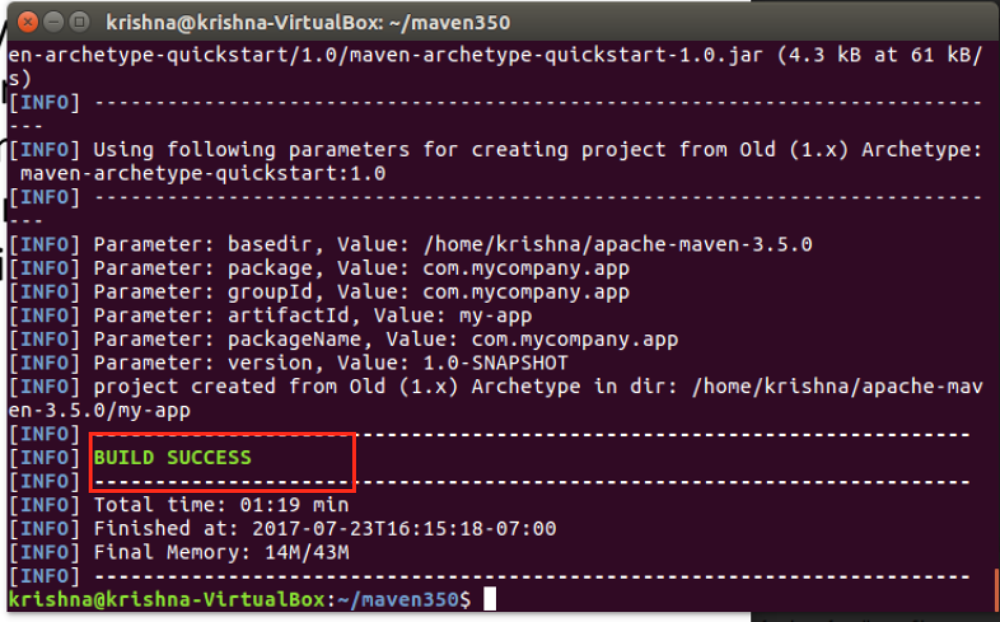 krishna@krishna-VirtualBox: ~/maven350
en-archetype-quickstart/1.0/maven-archetype-quickstart-1.0.jar (4.3 kB at 61 kB/
s)
[INFO] -------------------------------------------------------------------------
---
[INFO] Using following parameters for creating project from Old (1.x) Archetype:
 maven-archetype-quickstart:1.0
[INFO] -------------------------------------------------------------------------
---
[INFO] Parameter: basedir, Value: /home/krishna/apache-maven-3.5.0
[INFO] Parameter: package, Value: com.mycompany.app
[INFO] Parameter: groupId, Value: com.mycompany.app
[INFO] Parameter: artifactId, Value: my-app
[INFO] Parameter: packageName, Value: com.mycompany.app
[INFO] Parameter: version, Value: 1.0-SNAPSHOT
[INFO] project created from Old (1.x) Archetype in dir: /home/krishna/apache-mav
en-3.5.0/my-app
[INFO] ------------------------------------------------------------------------
[INFO] BUILD SUCCESS
[INFO] ------------------------------------------------------------------------
[INFO] Total time: 01:19 min
[INFO] Finished at: 2017-07-23T16:15:18-07:00
[INFO] Final Memory: 14M/43M
[INFO] ------------------------------------------------------------------------
krishna@krishna-VirtualBox:~/maven350$